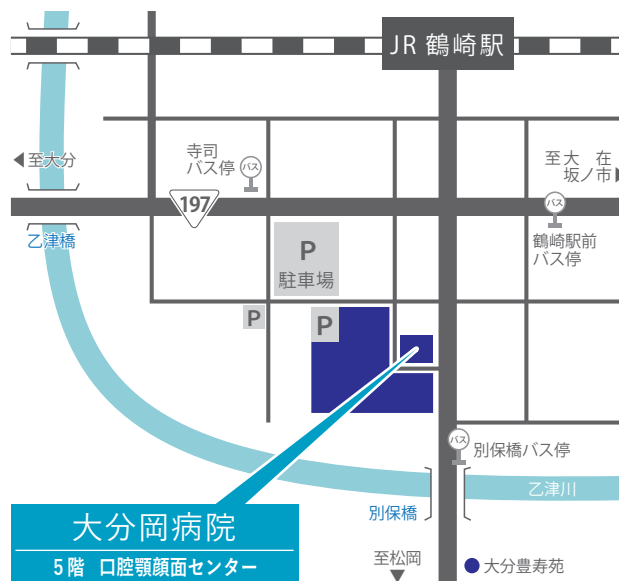 JR 鶴崎駅
寺司
バス停
バス
至大分
至大 在
坂ノ市
197
バス
乙津橋
鶴崎駅前
バス停
P
駐車場
P
P
バス
別保橋バス停
乙津川
別保橋
大分岡病院
5階 口腔顎顔面センター
至松岡
大分豊寿苑